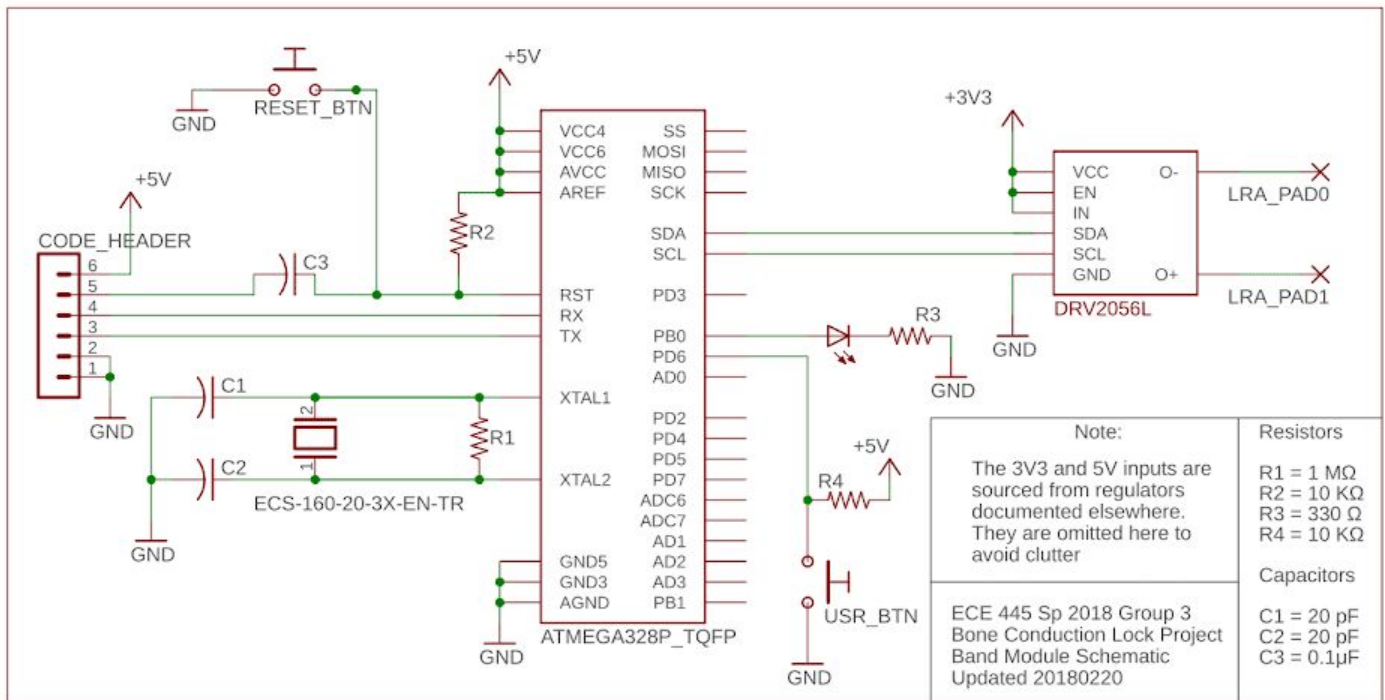 +5V
RESET_BTN
GND
+5V
CODE_HEADER
6
5
4
3
2
1
GND
C3
R2
C1
C2
2
1
R1
ECS-160-20-3X-EN-TR
GND
VCC4
VCC6
AVCC
AREF
RST
RX
TX
XTAL1
XTAL2
GND5
GND3
AGND
SS
MOSI
MISO
SCK
SDA
SCL
PD3
PB0
PD6
AD0
PD2
PD4
PD5
PD7
ADC6
ADC7
AD1
AD2
AD3
PB1
ATMEGA328P_TQFP
GND
+3V3
VCC
EN
IN
SDA
SCL
GND
O-
O+
DRV2056L
LRA_PAD0
LRA_PAD1
GND
R3
GND
+5V
R4
USR_BTN
GND
Note:
The 3V3 and 5V inputs are
sourced from regulators
documented elsewhere.
They are omitted here to
avoid clutter
ECE 445 Sp 2018 Group 3
Bone Conduction Lock Project
Band Module Schematic
Updated 20180220
Resistors
R1 = 1 MΩ
R2 = 10 KΩ
R3 = 330 Ω
R4 = 10 KΩ
Capacitors
C1 = 20 pF
C2 = 20 pF
C3 = 0.1µF